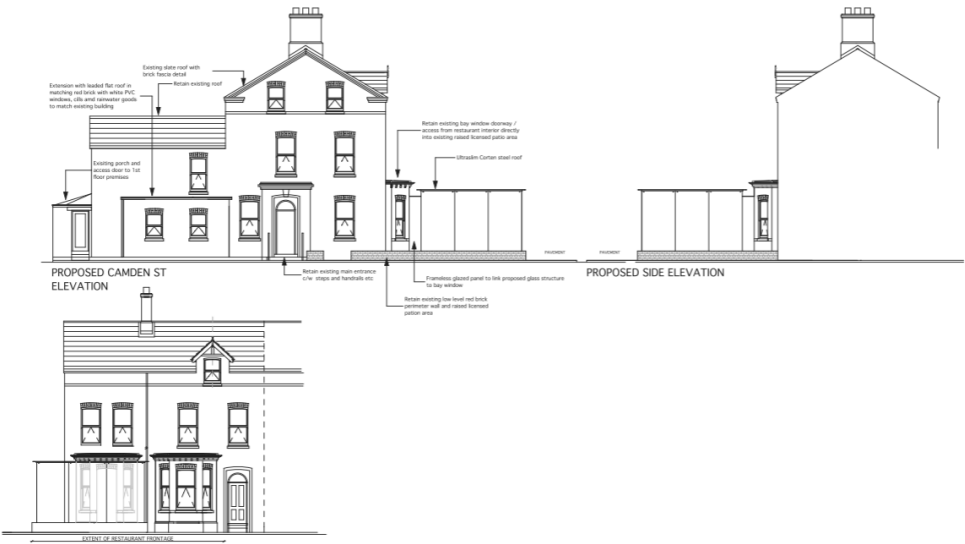 Existing slate roof with
brick fascia detail
Retain existing roof
Extension with leaded flat roof in
matching red brick with white PVC
windows, cills amd rainwater goods
to match existing building
Existing porch and
access door to 1st
floor premises
Retain existing bay window doorway /
access from restaurant interior directly
into existing raised licensed patio area
Ultraslim Cortan steel roof
PAVEMENT
PAVEMENT
PROPOSED CAMDEN ST
ELEVATION
Retain existing main entrance
c/w steps and handrails etc
Frameless glazed panel to link proposed glass structure
to bay window
PROPOSED SIDE ELEVATION
Retain existing low level red brick
perimeter wall and raised licensed
pation area
EXTENT OF RESTAURANT FRONTAGE